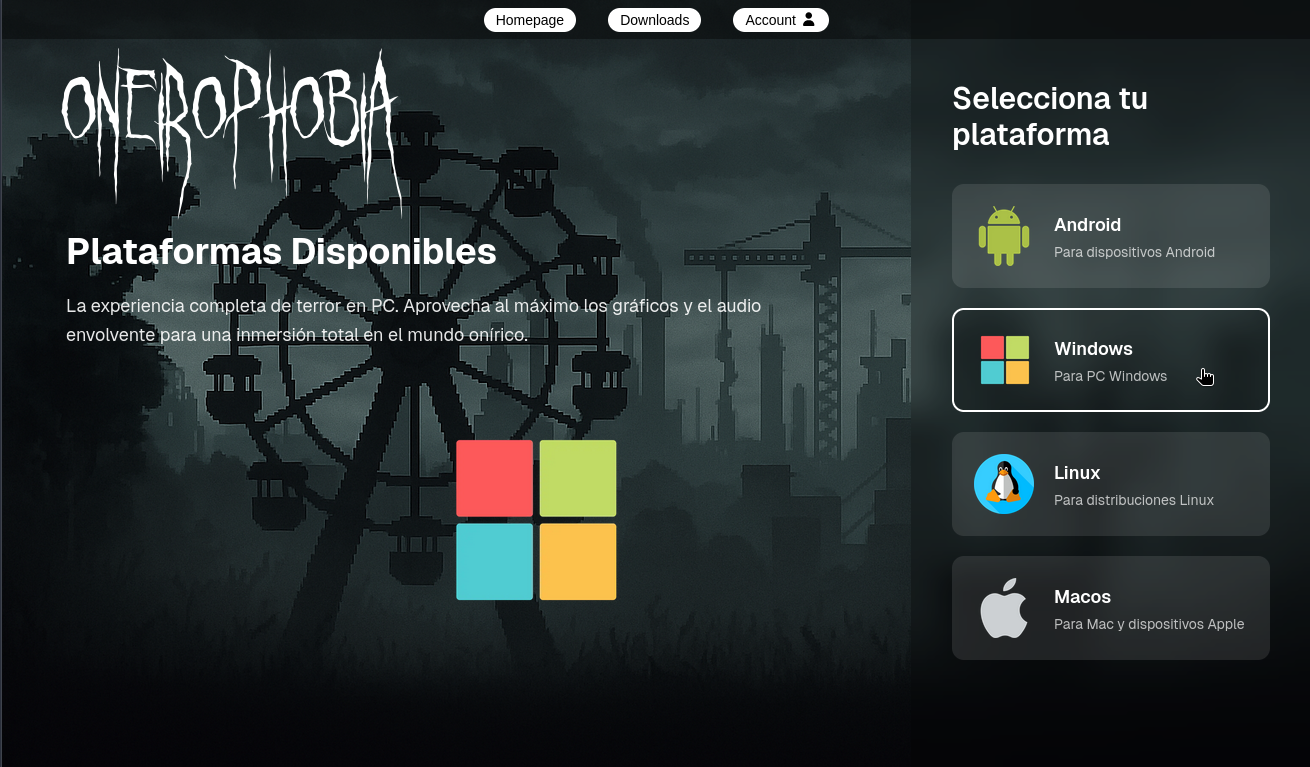 Homepage
Downloads
Account
ONEIROPHOBIA
Plataformas Disponibles
La experiencia completa de terror en PC. Aprovecha al máximo los gráficos y el audio
envolvente para una inmersión total en el mundo onírico.
Selecciona tu
plataforma
Android
Para dispositivos Android
Windows
Para PC Windows
Linux
Para distribuciones Linux
Macos
Para Mac y dispositivos Apple